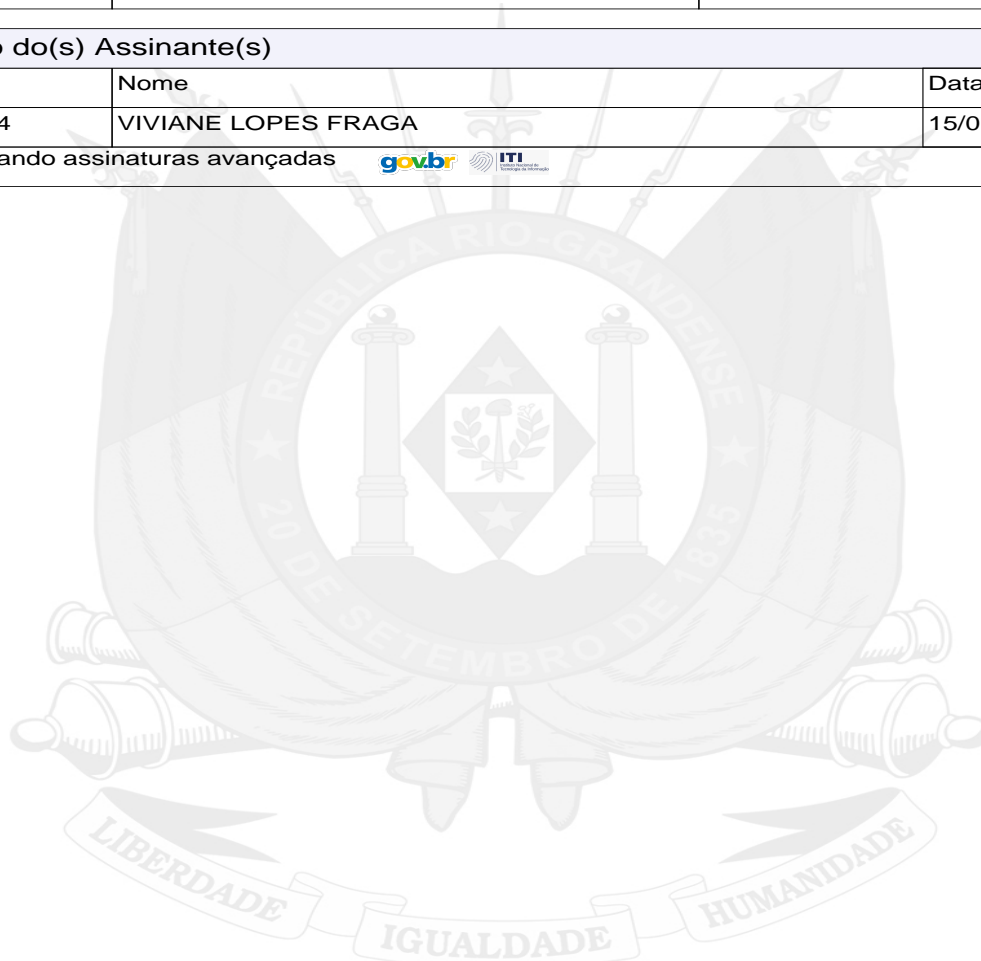 o do(s) Assinante(s)
Nome Data
4 VIVIANE LOPES FRAGA 15/0
ando assinaturas avançadas gov.br ITI
REPÚBLICA RIO-GRANDENSE
20 DE SETEMBRO DE 1835
LIBERDADE IGUALDADE HUMANIDADE